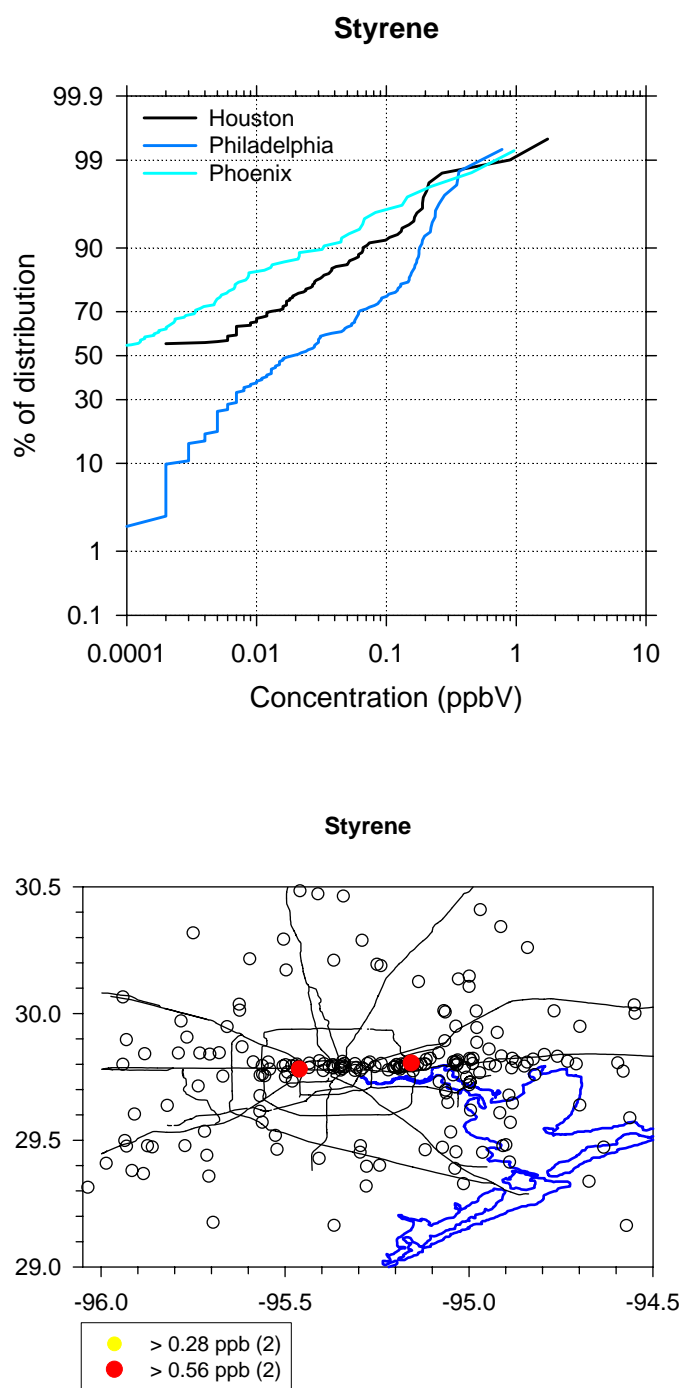 Styrene
99.9
Houston
Philadelphia
99
Phoenix
90
70
50
30
10
1
0.1
% of distribution
0.0001 0.01 0.1 1 10
Concentration (ppbV)
Styrene
30.5
30.0
29.5
29.0
-96.0 -95.5 -95.0 -94.5
> 0.28 ppb (2)
> 0.56 ppb (2)